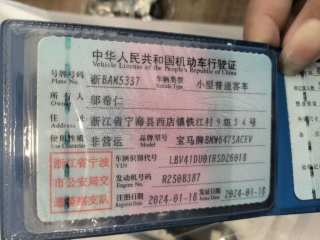 中华人民共和国机动车行驶证
Vehicle License of the People's Republic of China
号牌号码 浙BAM5337 车辆类型 小型普通客车
Plate No. Vehicle Type
所有人 邬希仁
Owner
住址 浙江省宁海县西店镇铁江村9组54号
使用性质 非营运 品牌型号 宝马牌BMW6475ACEV
Use Character Model
浙江省宁波 车辆识别代号 LBV41DU01RSD26018
VIN
市公安局交 发动机号码 R250B387
Engine No.
通警察支队 注册日期 2024-01-18 发证日期 2024-01-18
Register Date Issue Date